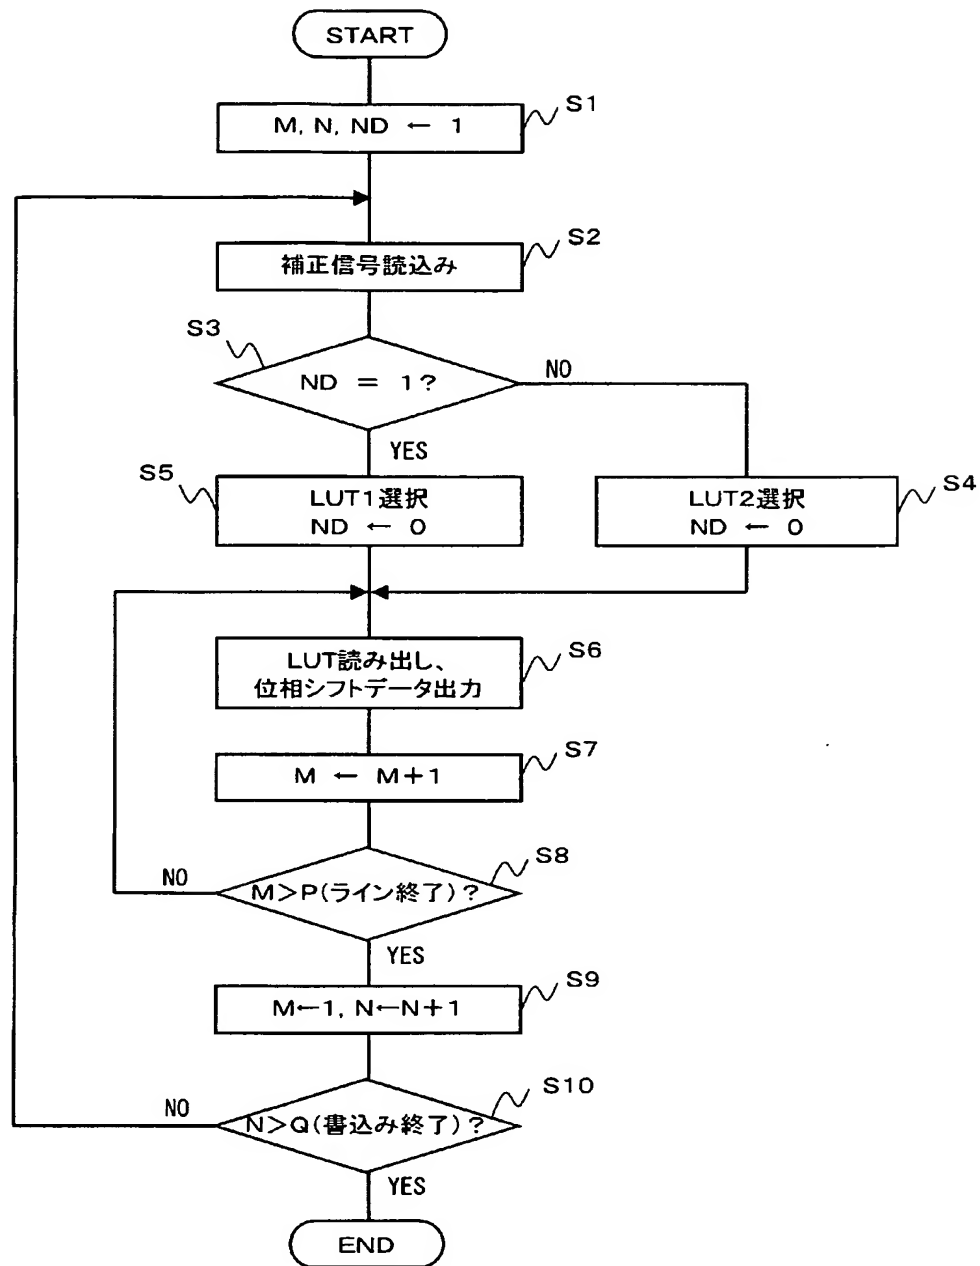 START
S1
M, N, ND ← 1
S2
補正信号読込み
S3
ND = 1?
NO
YES
S5
LUT1選択
ND ← 0
S4
LUT2選択
ND ← 0
S6
LUT読み出し、
位相シフトデータ出力
S7
M ← M+1
S8
M>P(ライン終了)?
NO
YES
S9
M←1, N←N+1
S10
N>Q(書込み終了)?
NO
YES
END